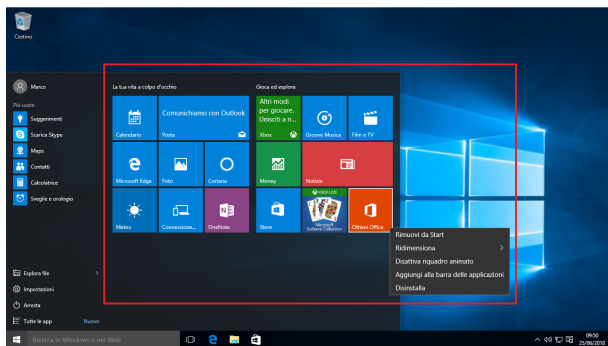 Cestino
Marco
Più usate
Suggerimenti
Scarica Skype
Maps
Contatti
Calcolatrice
Sveglie e orologio
Esplora file
Impostazioni
Arresta
Tutte le app
Nuova
La tua vita a colpo d'occhio
Calendario
Comunichiamo con Outlook
Posta
Microsoft Edge
Foto
Cortana
Meteo
Connessione...
OneNote
Gioca ed esplora
Altri modi
per giocare.
Unisciti a n...
Xbox
Groove Musica
Film e TV
Money
Notizie
Store
XBOX LIVE
Microsoft
Solitaire Collection
Ottieni Office
Rimuovi da Start
Ridimensiona
Disattiva riquadro animato
Aggiungi alla barra delle applicazioni
Disinstalla
Ricerca in Windows e nel Web
09:50
25/06/2018